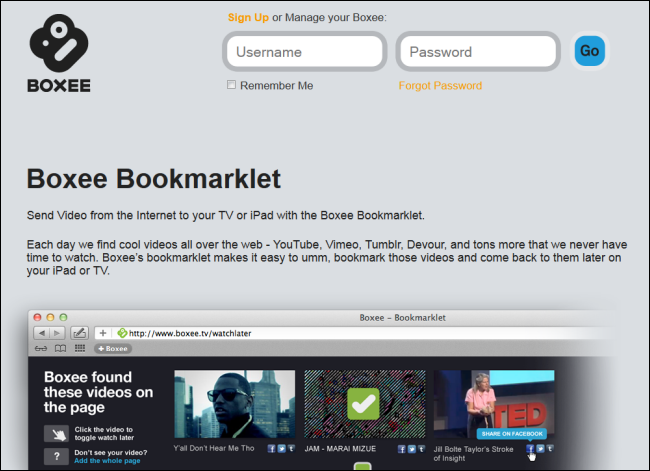 Sign Up or Manage your Boxee:
Username
Password
Go
BOXEE
Remember Me
Forgot Password
Boxee Bookmarklet
Send Video from the Internet to your TV or iPad with the Boxee Bookmarklet.
Each day we find cool videos all over the web - YouTube, Vimeo, Tumblr, Devour, and tons more that we never have
time to watch. Boxee's bookmarklet makes it easy to umm, bookmark those videos and come back to them later on
your iPad or TV.
Boxee – Bookmarklet
http://www.boxee.tv/watchlater
+ Boxee
Boxee found
these videos on
the page
Click the video to
toggle watch later
? Don't see your video?
Add the whole page
Y'all Don't Hear Me Tho
JAM - MARAI MIZUE
TED
SHARE ON FACEBOOK
Jill Bolte Taylor's Stroke
of Insight